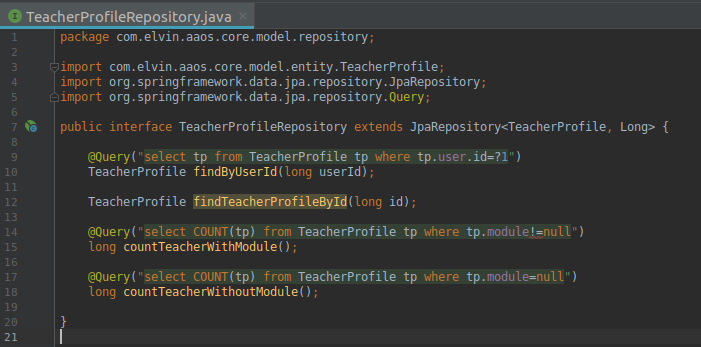 TeacherProfileRepository.java
1 package com.elvin.aaos.core.model.repository;
2
3 import com.elvin.aaos.core.model.entity.TeacherProfile;
4 import org.springframework.data.jpa.repository.JpaRepository;
5 import org.springframework.data.jpa.repository.Query;
6
7 public interface TeacherProfileRepository extends JpaRepository<TeacherProfile, Long> {
8
9 @Query("select tp from TeacherProfile tp where tp.user.id=?1")
10 TeacherProfile findByUserId(long userId);
11
12 TeacherProfile findTeacherProfileById(long id);
13
14 @Query("select COUNT(tp) from TeacherProfile tp where tp.module!=null")
15 long countTeacherWithModule();
16
17 @Query("select COUNT(tp) from TeacherProfile tp where tp.module=null")
18 long countTeacherWithoutModule();
19
20 }
21